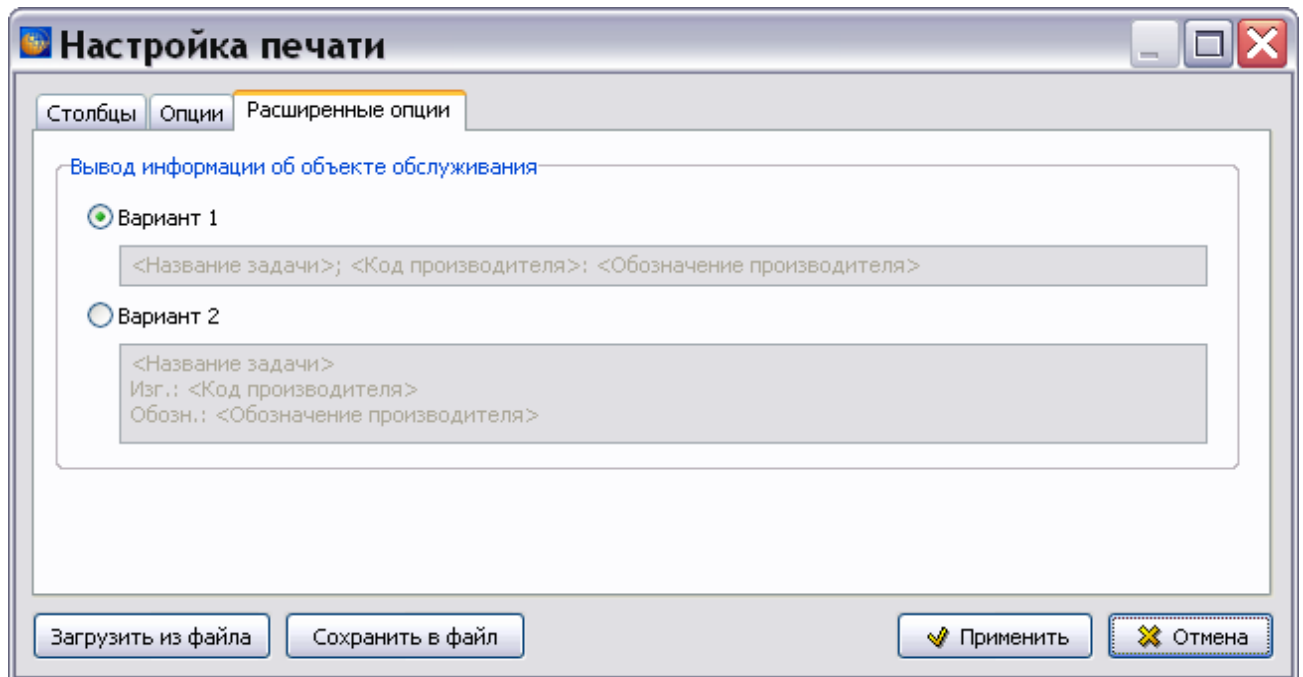 Настройка печати
Столбцы Опции Расширенные опции
Вывод информации об объекте обслуживания
Вариант 1
<Название задачи>; <Код производителя>: <Обозначение производителя>
Вариант 2
<Название задачи>
Изг.: <Код производителя>
Обозн.: <Обозначение производителя>
Загрузить из файла Сохранить в файл Применить Отмена